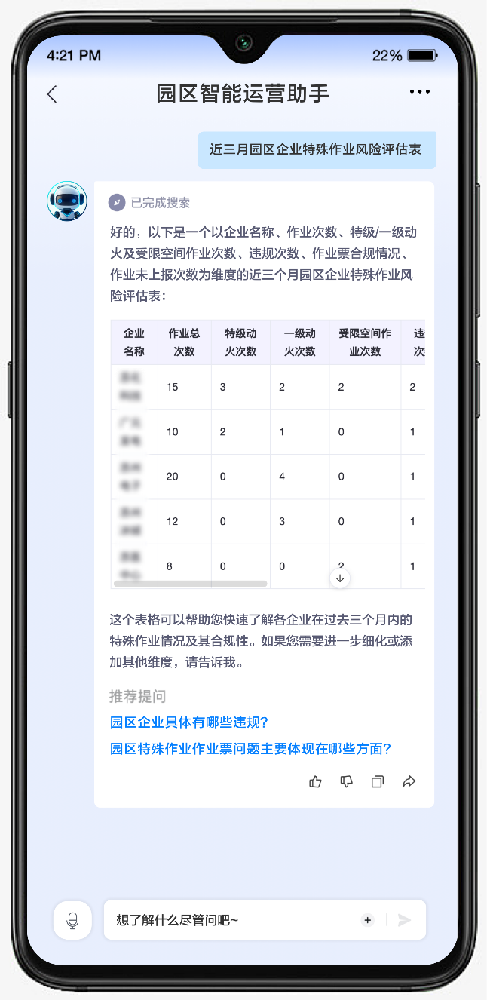 4:21 PM 22%
园区智能运营助手
近三月园区企业特殊作业风险评估表
已完成搜索
好的，以下是一个以企业名称、作业次数、特级/一级动
火及受限空间作业次数、违规次数、作业票合规情况、
作业未上报次数为维度的近三个月园区企业特殊作业风
险评估表：
企业 作业总 特级动 一级动 受限空间作 违
名称 次数 火次数 火次数 业次数 次
15 3 2 2 2
10 2 1 0 1
20 0 4 0 1
12 0 3 0 1
8 0 0 2 1
这个表格可以帮助您快速了解各企业在过去三个月内的
特殊作业情况及其合规性。如果您需要进一步细化或添
加其他维度，请告诉我。
推荐提问
园区企业具体有哪些违规？
园区特殊作业作业票问题主要体现在哪些方面？
想了解什么尽管问吧~